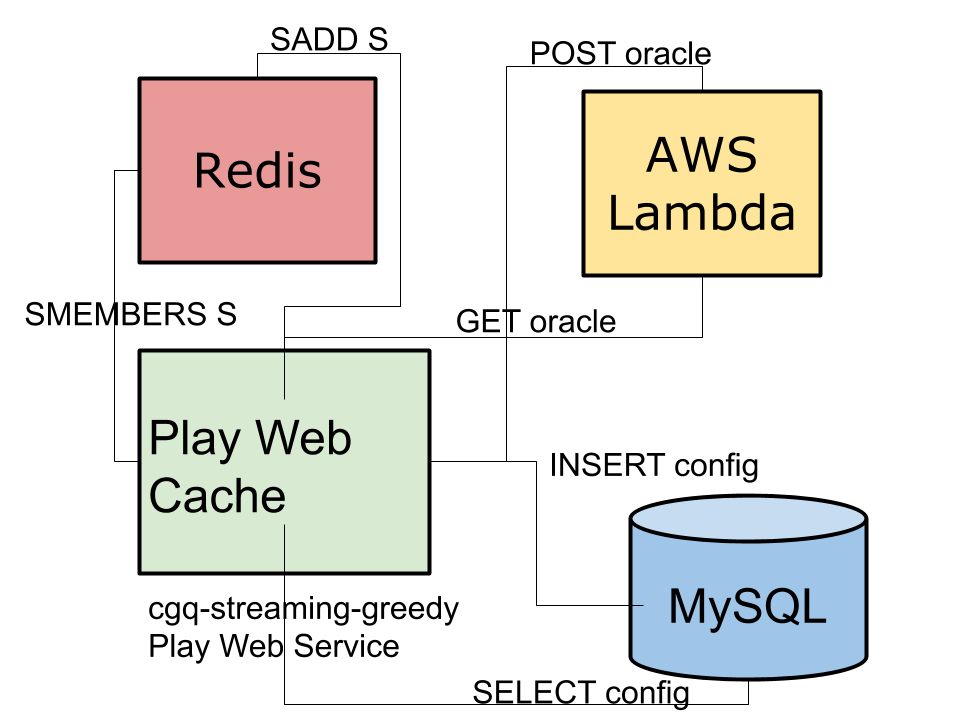 SADD S
POST oracle
Redis
AWS
Lambda
SMEMBERS S
GET oracle
Play Web
Cache
INSERT config
MySQL
cgq-streaming-greedy
Play Web Service
SELECT config